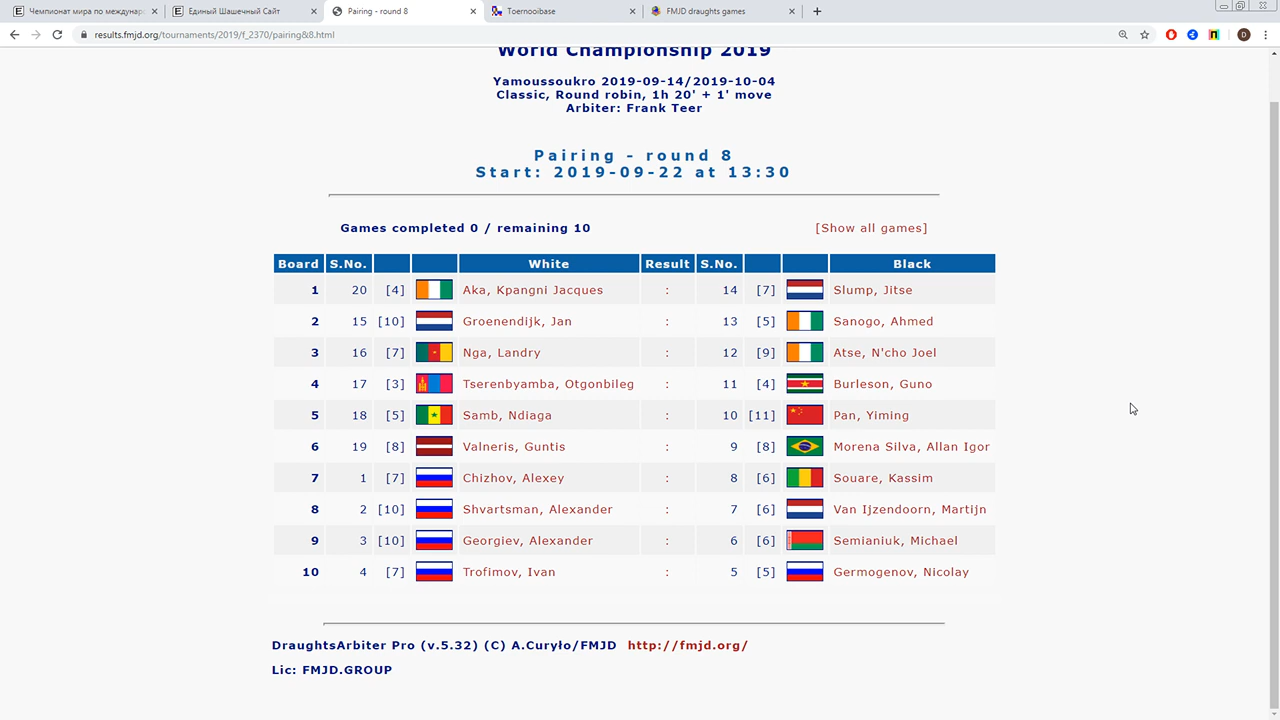 Чемпионат мира по междунар
Единый Шашечный Сайт
Pairing - round 8
Toernooibase
FMJD draughts games
results.fmjd.org/tournaments/2019/f_2370/pairing&8.html
D
World Championship 2019
Yamoussoukro 2019-09-14/2019-10-04
Classic, Round robin, 1h 20' + 1' move
Arbiter: Frank Teer
Pairing - round 8
Start: 2019-09-22 at 13:30
Games completed 0 / remaining 10 [Show all games]
Board S.No. White Result S.No. Black
1 20 [4] Aka, Kpangni Jacques : 14 [7] Slump, Jitse
2 15 [10] Groenendijk, Jan : 13 [5] Sanogo, Ahmed
3 16 [7] Nga, Landry : 12 [9] Atse, N'cho Joel
4 17 [3] Tserenbyamba, Otgonbileg : 11 [4] Burleson, Guno
5 18 [5] Samb, Ndiaga : 10 [11] Pan, Yiming
6 19 [8] Valneris, Guntis : 9 [8] Morena Silva, Allan Igor
7 1 [7] Chizhov, Alexey : 8 [6] Souare, Kassim
8 2 [10] Shvartsman, Alexander : 7 [6] Van Ijzendoorn, Martijn
9 3 [10] Georgiev, Alexander : 6 [6] Semianiuk, Michael
10 4 [7] Trofimov, Ivan : 5 [5] Germogenov, Nicolay
DraughtsArbiter Pro (v.5.32) (C) A.Curyło/FMJD http://fmjd.org/
Lic: FMJD.GROUP